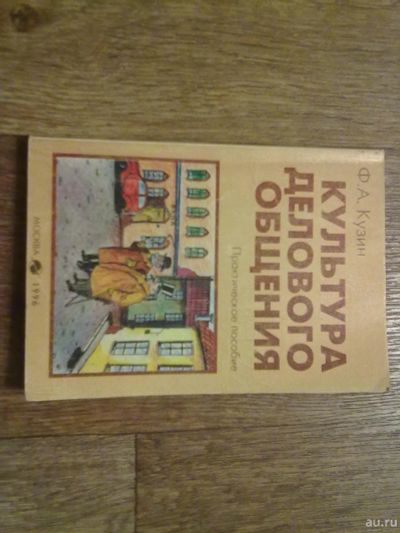 Ф. А. Кузин
КУЛЬТУРА
ДЕЛОВОГО
ОБЩЕНИЯ
Практическое пособие
МОСКВА 1996
au.ru